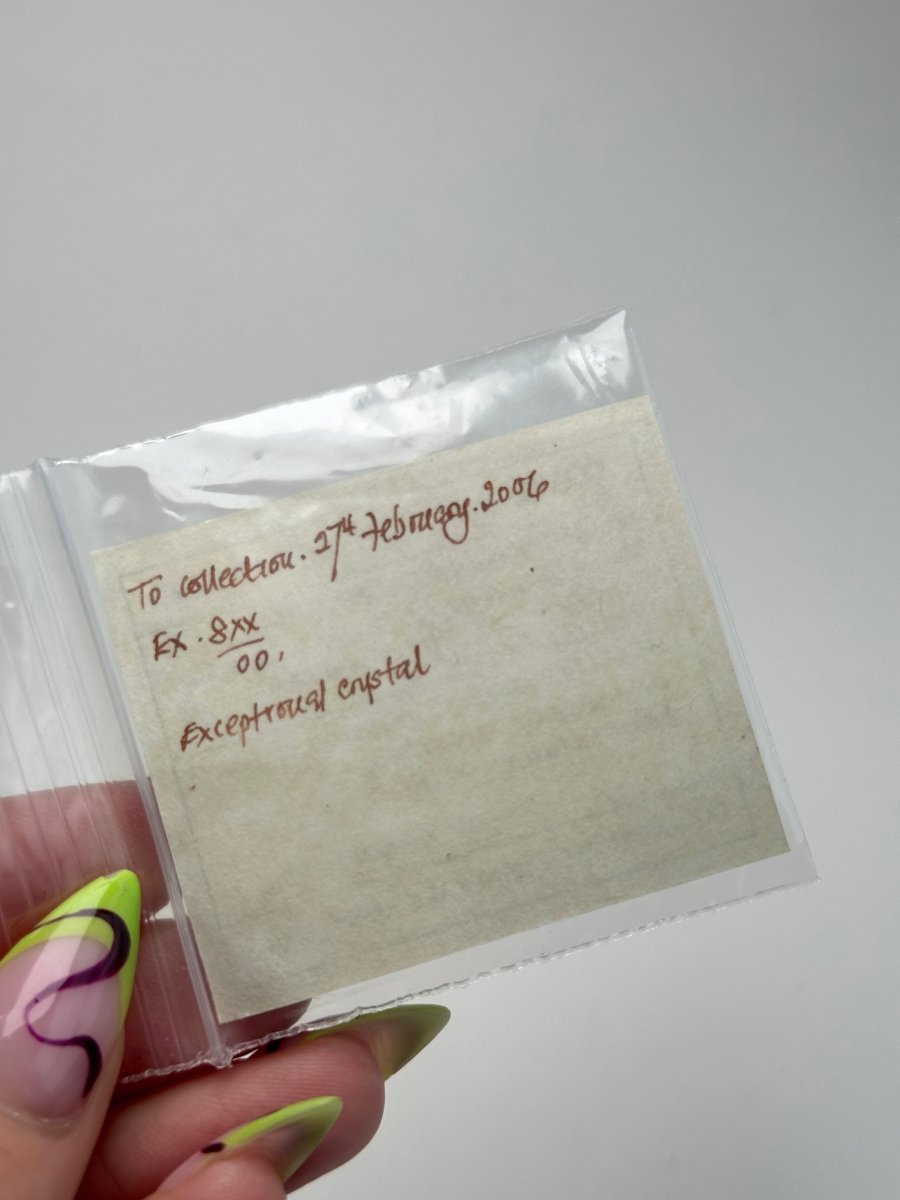 To collection. 27th February. 2006
Ex. 8xx
00,
Exceptional crystal